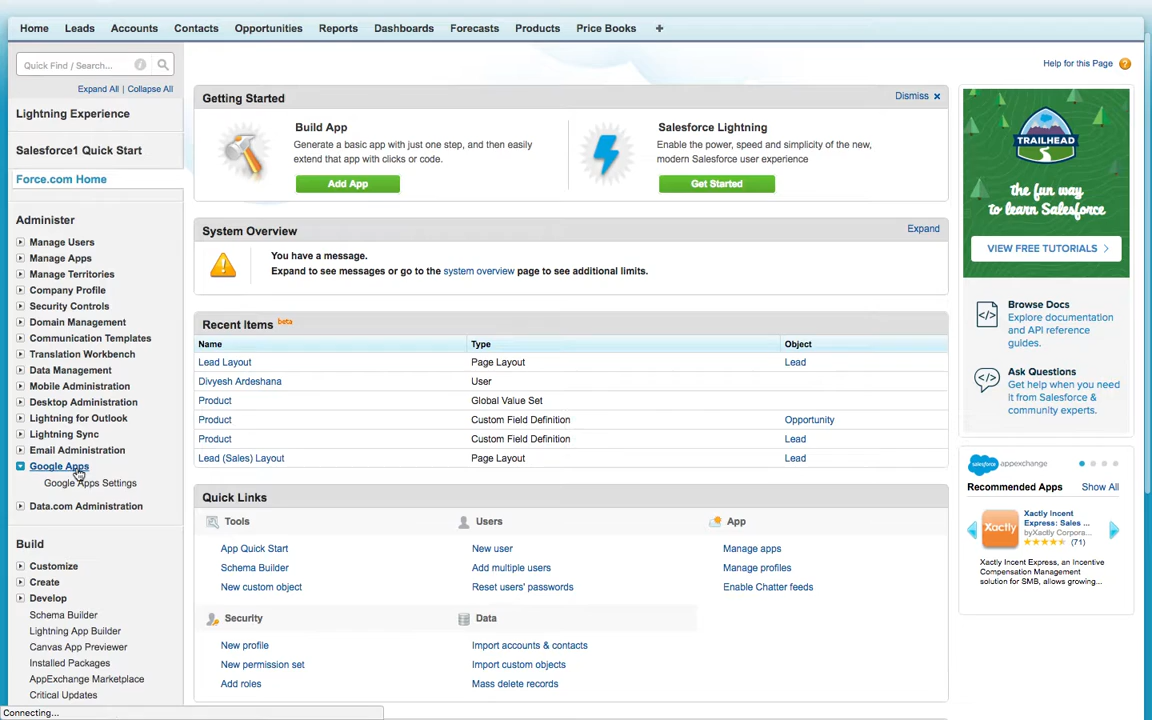 Home
Leads
Accounts
Contacts
Opportunities
Reports
Dashboards
Forecasts
Products
Price Books
+
Quick Find / Search...
Expand All | Collapse All
Lightning Experience
Salesforce1 Quick Start
Force.com Home
Administer
Manage Users
Manage Apps
Manage Territories
Company Profile
Security Controls
Domain Management
Communication Templates
Translation Workbench
Data Management
Mobile Administration
Desktop Administration
Lightning for Outlook
Lightning Sync
Email Administration
Google Apps
Google Apps Settings
Data.com Administration
Build
Customize
Create
Develop
Schema Builder
Lightning App Builder
Canvas App Previewer
Installed Packages
AppExchange Marketplace
Critical Updates
Connecting...
Help for this Page ?
Getting Started
Dismiss ×
Build App
Generate a basic app with just one step, and then easily
extend that app with clicks or code.
Add App
Salesforce Lightning
Enable the power, speed and simplicity of the new,
modern Salesforce user experience
Get Started
System Overview
Expand
You have a message.
Expand to see messages or go to the system overview page to see additional limits.
Recent Items beta
Name Type Object
Lead Layout Page Layout Lead
Divyesh Ardeshana User
Product Global Value Set
Product Custom Field Definition Opportunity
Product Custom Field Definition Lead
Lead (Sales) Layout Page Layout Lead
Quick Links
Tools
App Quick Start
Schema Builder
New custom object
Users
New user
Add multiple users
Reset users' passwords
App
Manage apps
Manage profiles
Enable Chatter feeds
Security
New profile
New permission set
Add roles
Data
Import accounts & contacts
Import custom objects
Mass delete records
TRAILHEAD
the fun way
to learn Salesforce
VIEW FREE TUTORIALS >
</>
Browse Docs
Explore documentation
and API reference
guides.
</>
Ask Questions
Get help when you need
it from Salesforce &
community experts.
salesforce appexchange
Recommended Apps Show All
Xactly
Xactly Incent
Express: Sales ...
byXactly Corpora...
(71)
Xactly Incent Express, an Incentive
Compensation Management
solution for SMB, allows growing...